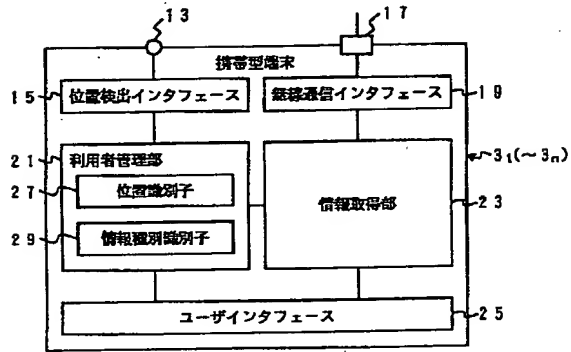 13
17
携帯型端末
15
位置検出インタフェース
無線通信インタフェース
19
21
利用者管理部
3₁(〜3ₙ)
27
位置識別子
情報取得部
23
29
情報種別識別子
ユーザインタフェース
25